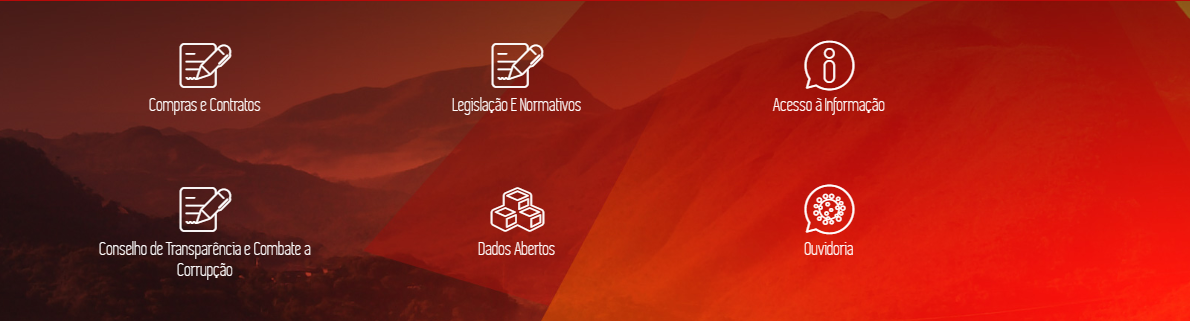 Compras e Contratos
Legislação E Normativos
Acesso à Informação
Conselho de Transparência e Combate a
Corrupção
Dados Abertos
Ouvidoria